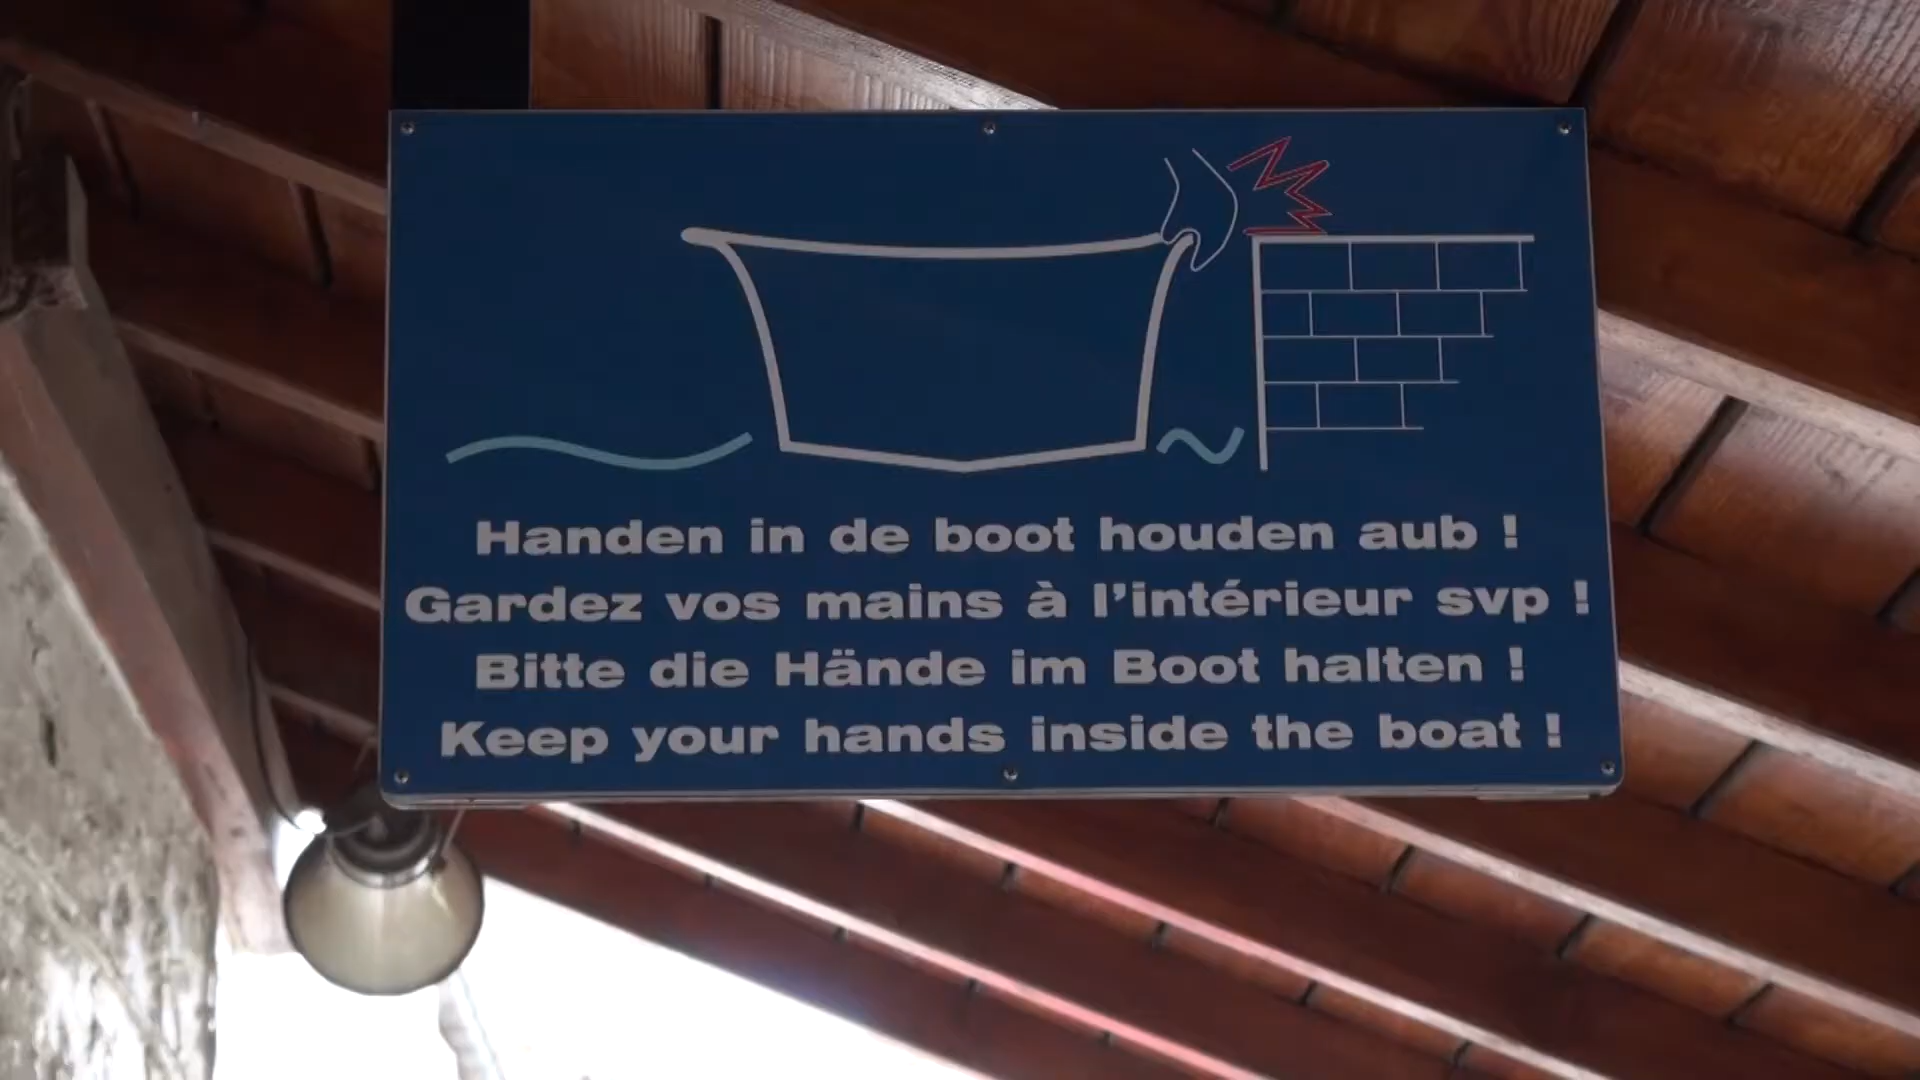 Handen in de boot houden aub !
Gardez vos mains à l'intérieur svp !
Bitte die Hände im Boot halten !
Keep your hands inside the boat !